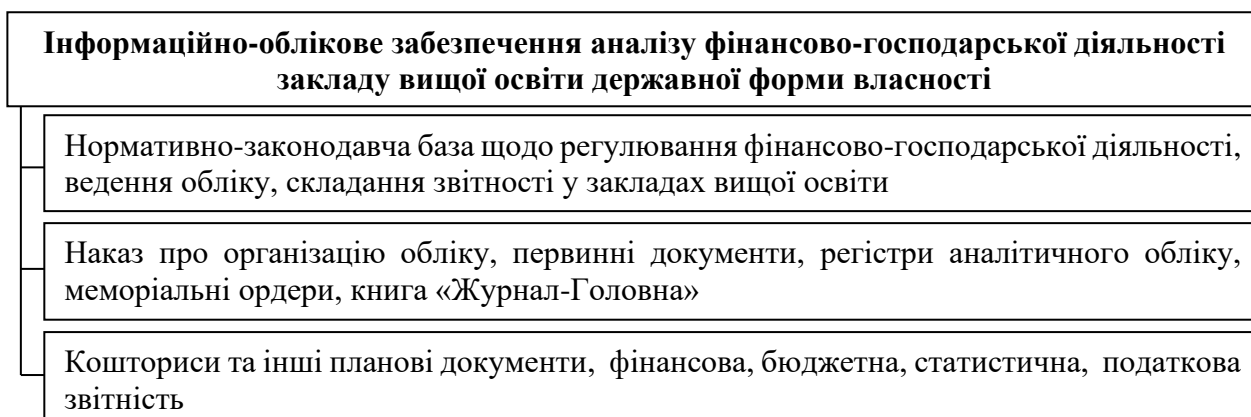 Інформаційно-облікове забезпечення аналізу фінансово-господарської діяльності
закладу вищої освіти державної форми власності
Нормативно-законодавча база щодо регулювання фінансово-господарської діяльності,
ведення обліку, складання звітності у закладах вищої освіти
Наказ про організацію обліку, первинні документи, регістри аналітичного обліку,
меморіальні ордери, книга «Журнал-Головна»
Кошториси та інші планові документи, фінансова, бюджетна, статистична, податкова
звітність